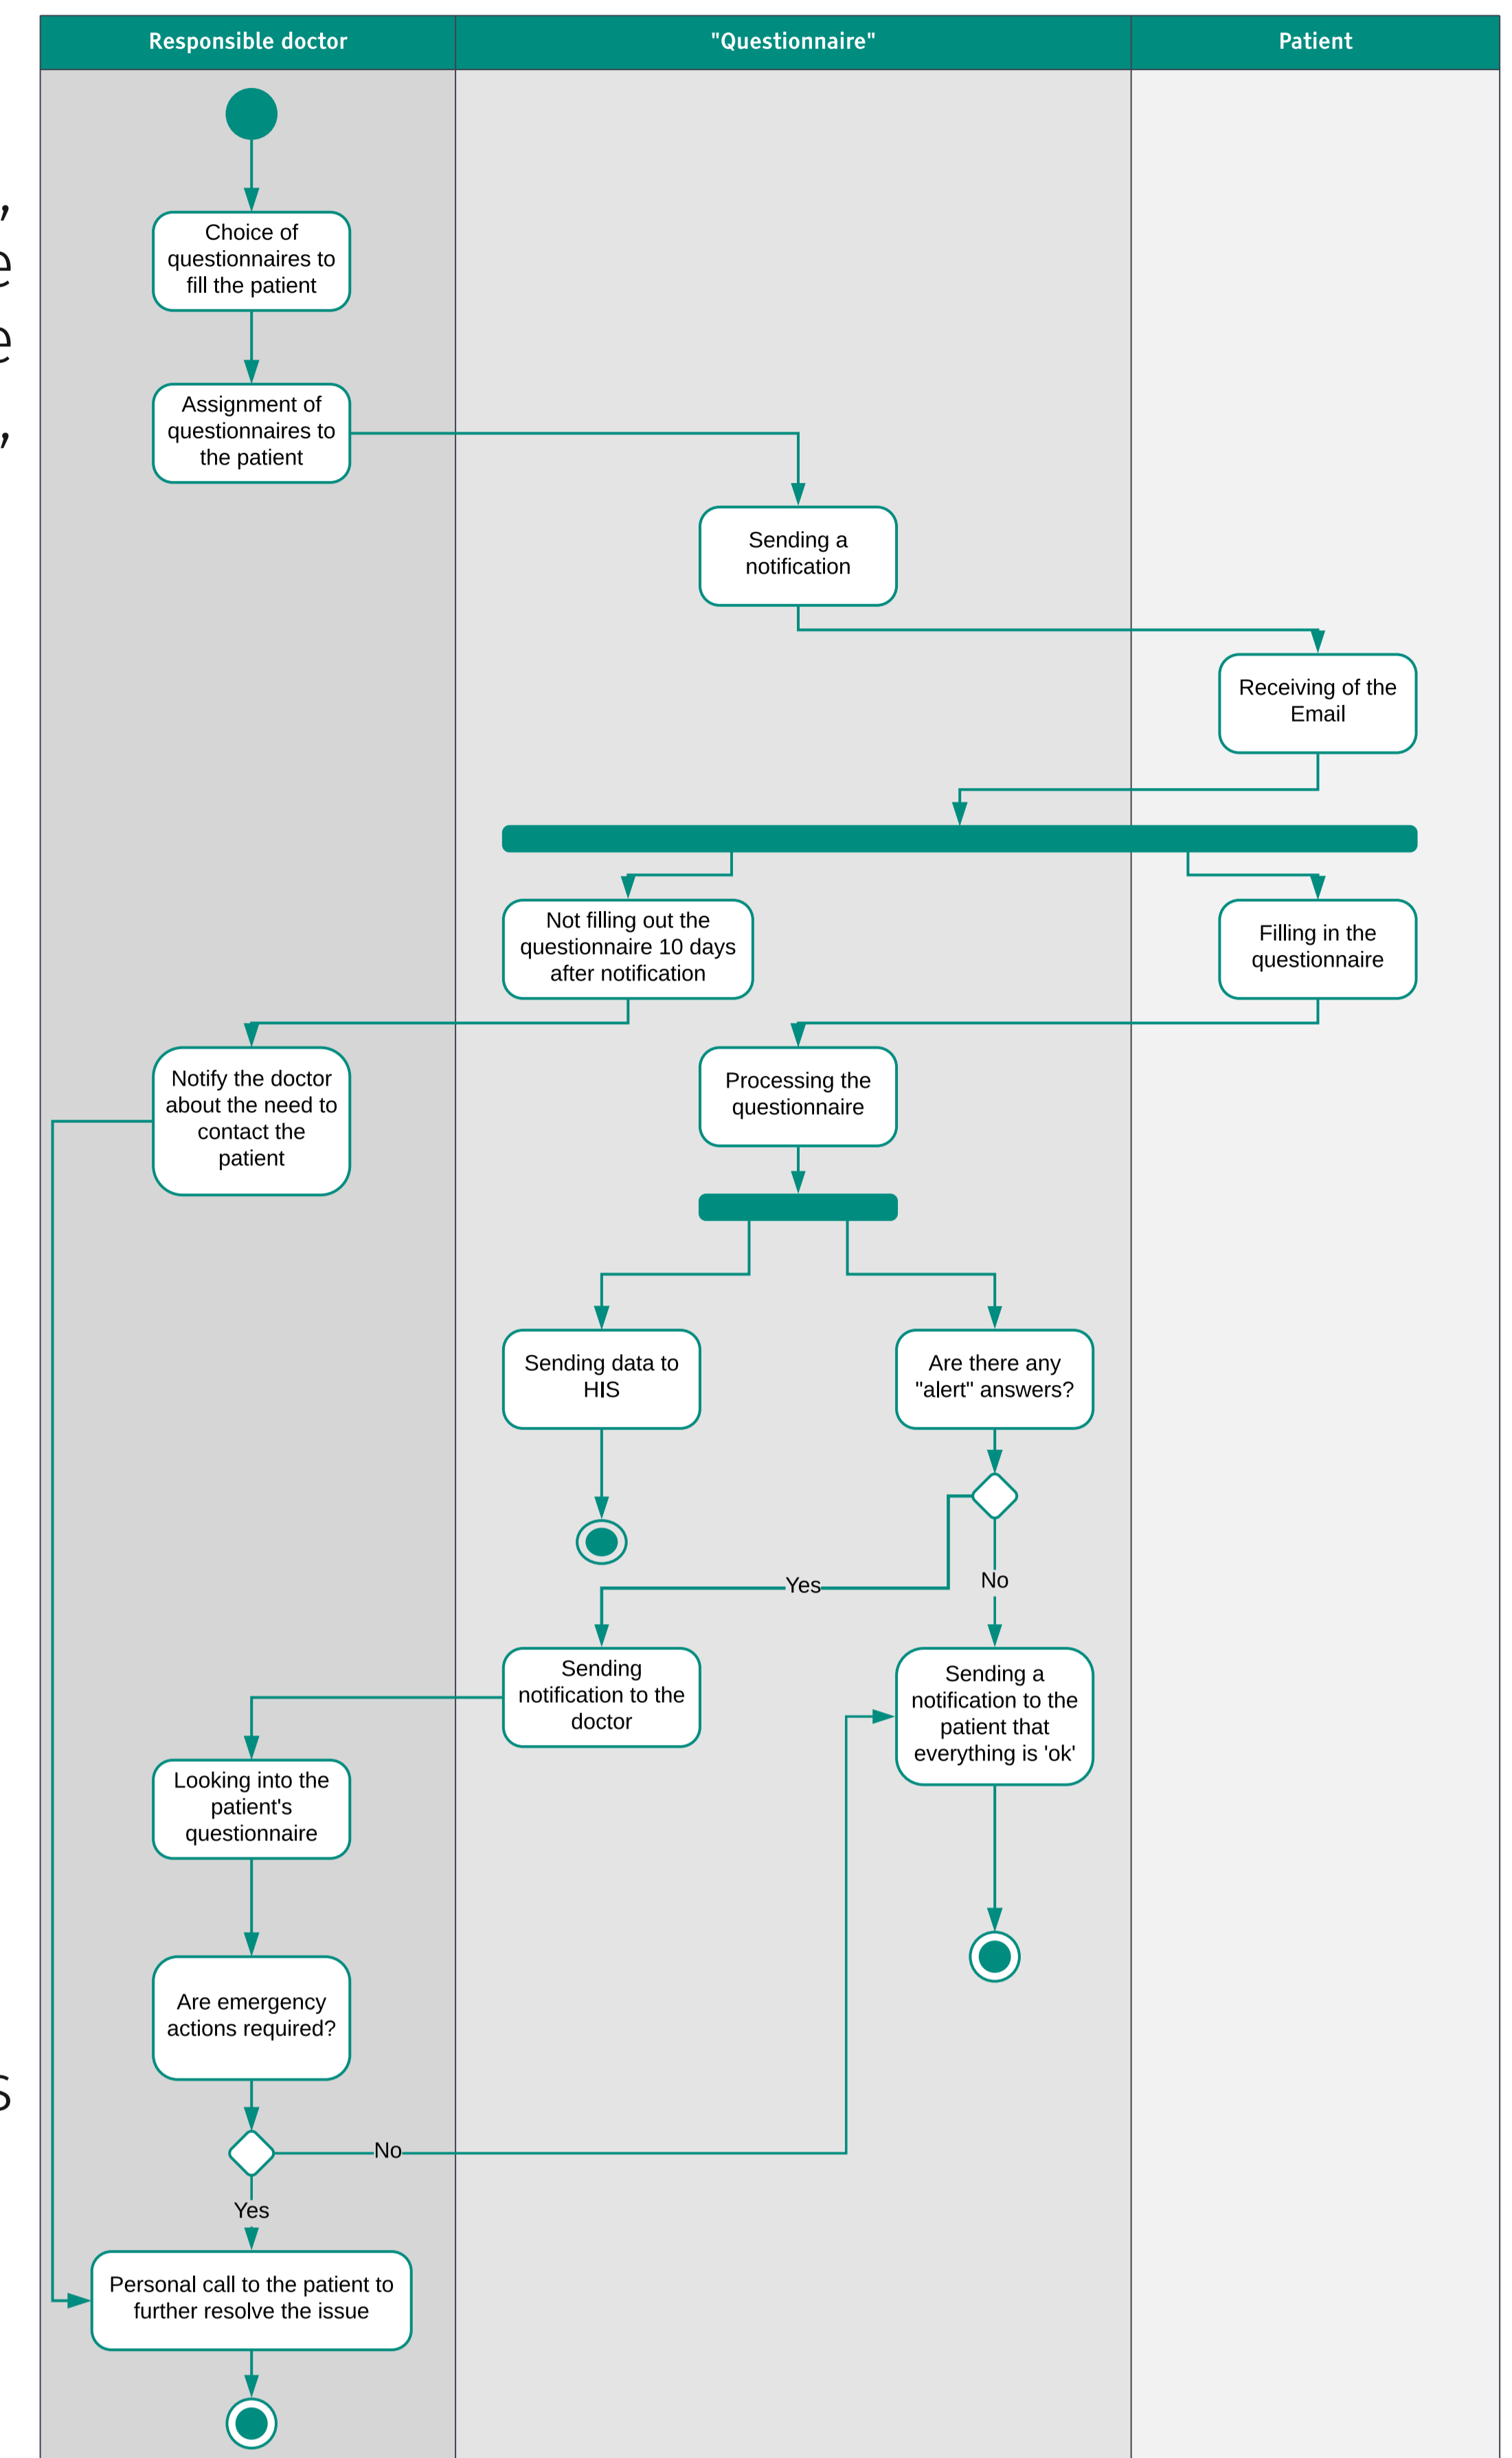 Responsible doctor
"Questionnaire"
Patient
,
e
e
,
Choice of
questionnaires to
fill the patient
Assignment of
questionnaires to
the patient
Sending a
notification
Receiving of the
Email
Not filling out the
questionnaire 10 days
after notification
Filling in the
questionnaire
Notify the doctor
about the need to
contact the
patient
Processing the
questionnaire
Sending data to
HIS
Are there any
"alert" answers?
Yes
No
Sending
notification to the
doctor
Sending a
notification to the
patient that
everything is 'ok'
Looking into the
patient's
questionnaire
Are emergency
actions required?
s
No
Yes
Personal call to the patient to
further resolve the issue